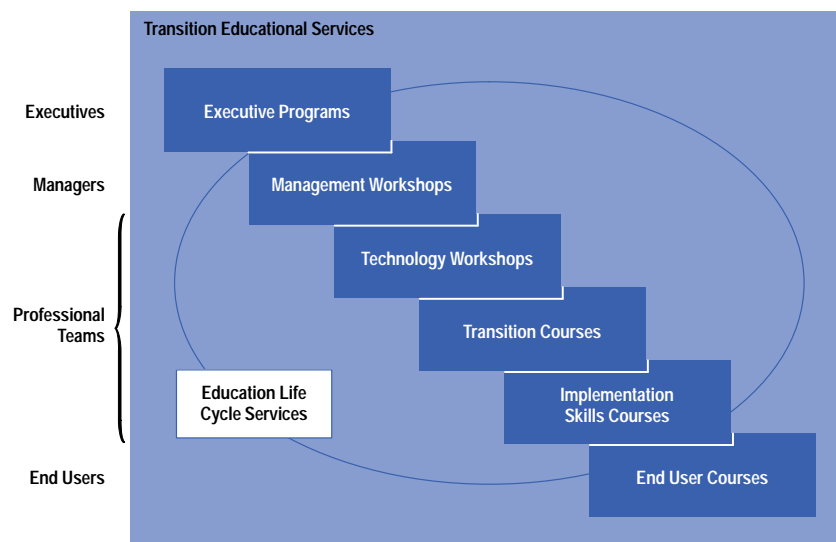 Transition Educational Services
Executives
Executive Programs
Managers
Management Workshops
Technology Workshops
Professional
Teams
Transition Courses
Education Life
Cycle Services
Implementation
Skills Courses
End Users
End User Courses